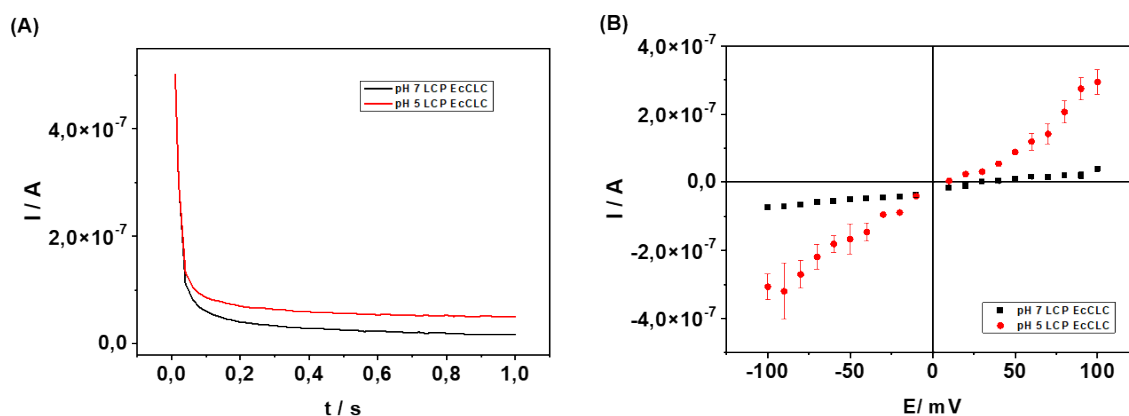 (A)
I / A
4,0×10⁻⁷
2,0×10⁻⁷
0,0
pH 7 LCP EcCLC
pH 5 LCP EcCLC
0,0 0,2 0,4 0,6 0,8 1,0
t / s
(B)
I / A
4,0×10⁻⁷
2,0×10⁻⁷
0,0
-2,0×10⁻⁷
-4,0×10⁻⁷
pH 7 LCP EcCLC
pH 5 LCP EcCLC
-100 -50 0 50 100
E/ mV